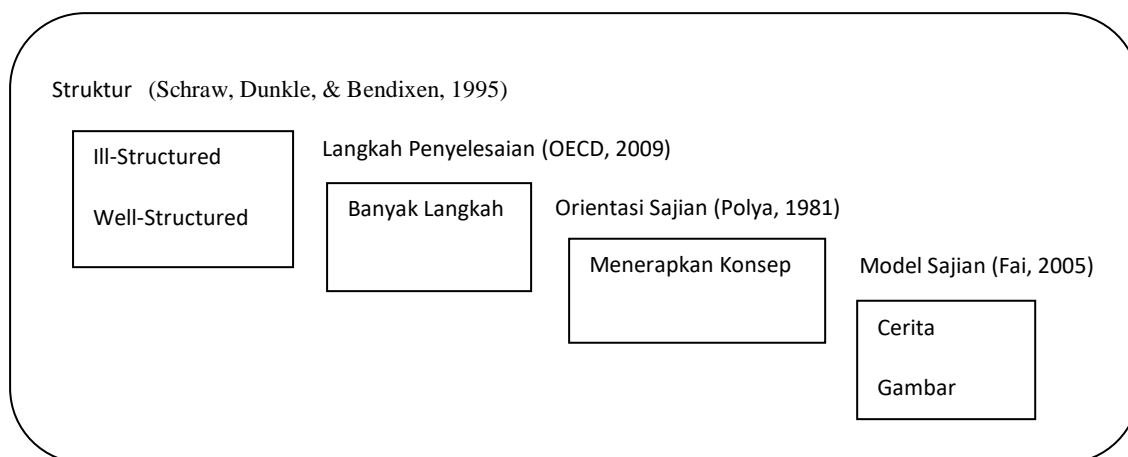 Struktur (Schraw, Dunkle, & Bendixen, 1995)
Ill-Structured
Well-Structured
Langkah Penyelesaian (OECD, 2009)
Banyak Langkah
Orientasi Sajian (Polya, 1981)
Menerapkan Konsep
Model Sajian (Fai, 2005)
Cerita
Gambar